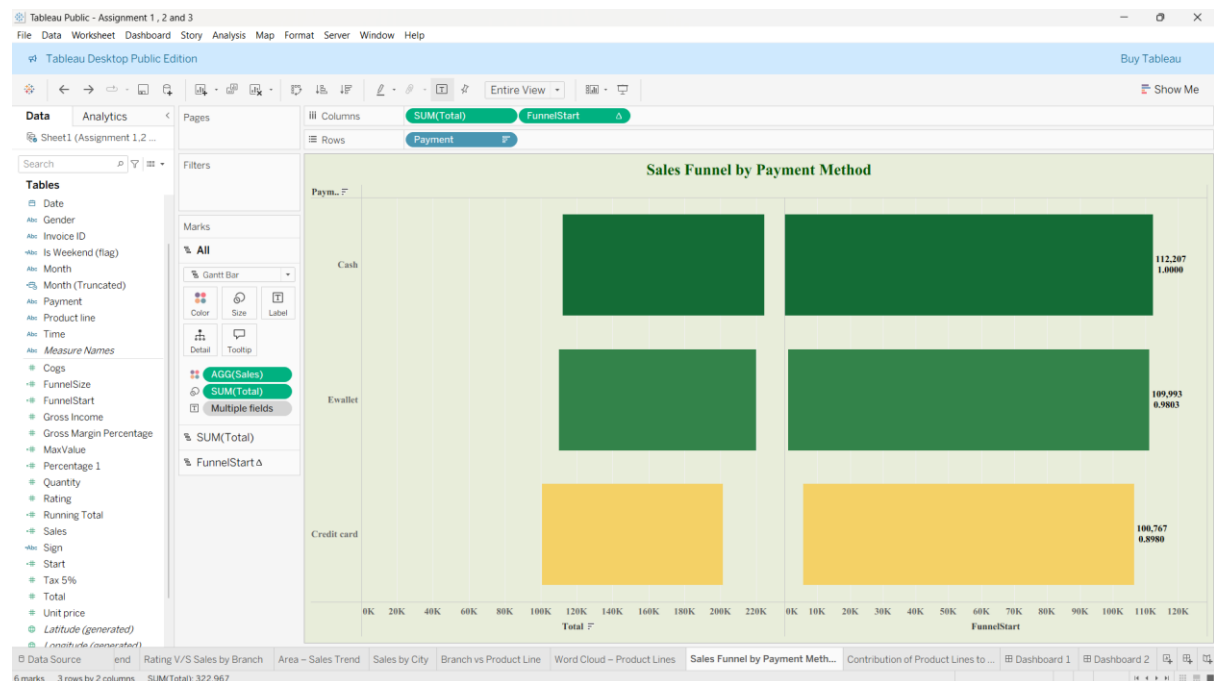 Tableau Public - Assignment 1 , 2 and 3
File Data Worksheet Dashboard Story Analysis Map Format Server Window Help
Tableau Desktop Public Edition
Buy Tableau
Entire View
Show Me
Data Analytics
Sheet1 (Assignment 1,2 ...
Search
Tables
Date
Abc Gender
Abc Invoice ID
Abc Is Weekend (flag)
Abc Month
Month (Truncated)
Abc Payment
Abc Product line
Abc Time
Abc Measure Names
# Cogs
# FunnelSize
# FunnelStart
# Gross Income
# Gross Margin Percentage
# MaxValue
# Percentage 1
# Quantity
# Rating
# Running Total
# Sales
Abc Sign
# Start
# Tax 5%
# Total
# Unit price
Latitude (generated)
Longitude (generated)
Pages
Filters
Marks
All
Gantt Bar
Color Size Label
Detail Tooltip
AGG(Sales)
SUM(Total)
Multiple fields
SUM(Total)
FunnelStart Δ
Columns SUM(Total) FunnelStart Δ
Rows Payment
Sales Funnel by Payment Method
Paym..
Cash
112,207
1.0000
Ewallet
109,993
0.9803
Credit card
100,767
0.8980
0K 20K 40K 60K 80K 100K 120K 140K 160K 180K 200K 220K
0K 10K 20K 30K 40K 50K 60K 70K 80K 90K 100K 110K 120K
Total
FunnelStart
Data Source end Rating V/S Sales by Branch Area – Sales Trend Sales by City Branch vs Product Line Word Cloud – Product Lines Sales Funnel by Payment Meth... Contribution of Product Lines to ... Dashboard 1 Dashboard 2
6 marks 3 rows by 2 columns SUM(Total): 322,967